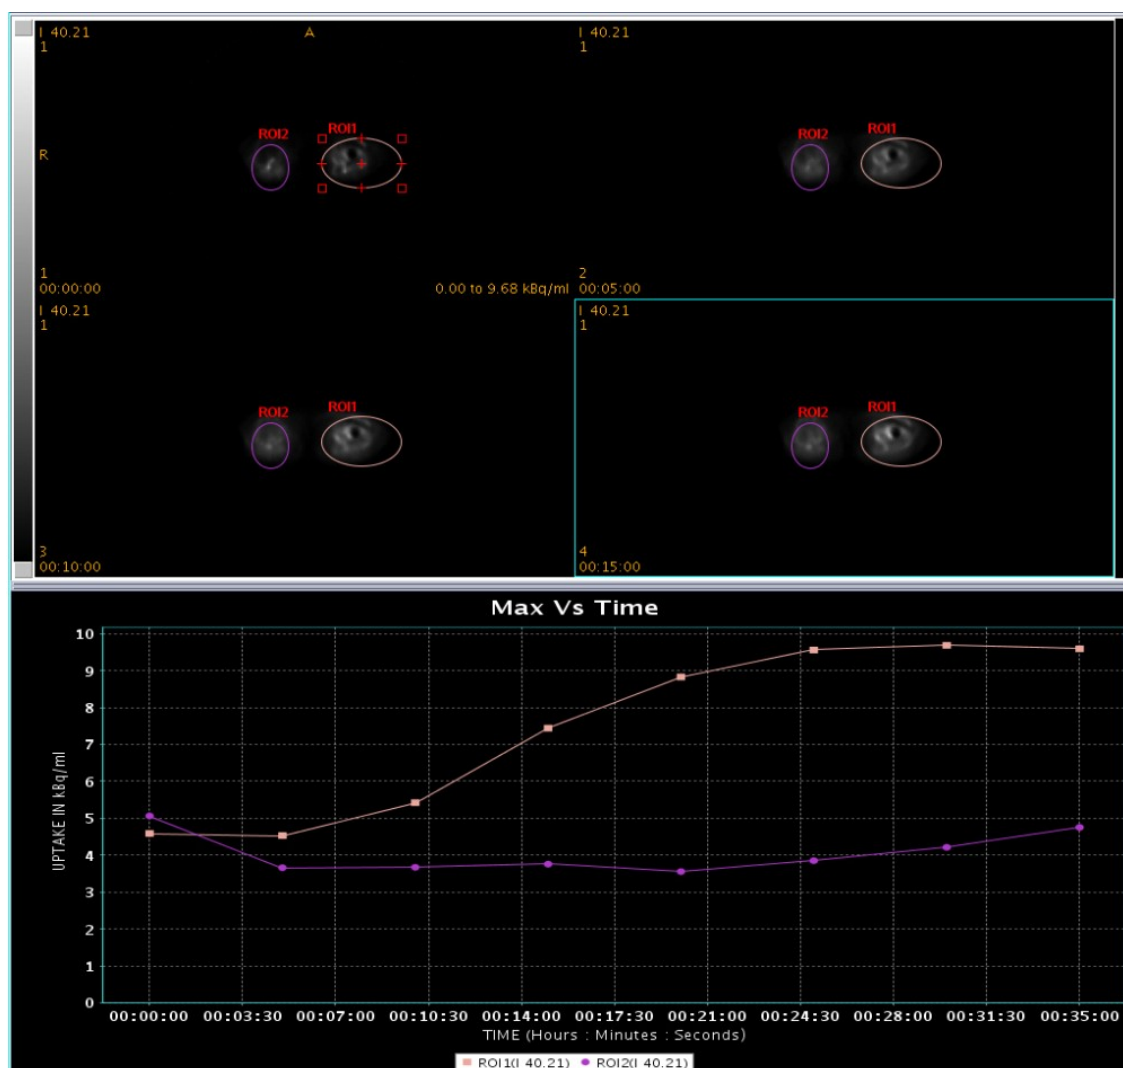 I 40.21
1
A
ROI2
ROI1
R
1
00:00:00
0.00 to 9.68 kBq/ml
I 40.21
1
ROI2
ROI1
2
00:05:00
I 40.21
1
ROI2
ROI1
3
00:10:00
I 40.21
1
ROI2
ROI1
4
00:15:00
Max Vs Time
UPTAKE IN kBq/ml
10
9
8
7
6
5
4
3
2
1
0
00:00:00 00:03:30 00:07:00 00:10:30 00:14:00 00:17:30 00:21:00 00:24:30 00:28:00 00:31:30 00:35:00
TIME (Hours : Minutes : Seconds)
ROI1(I 40.21) ROI2(I 40.21)